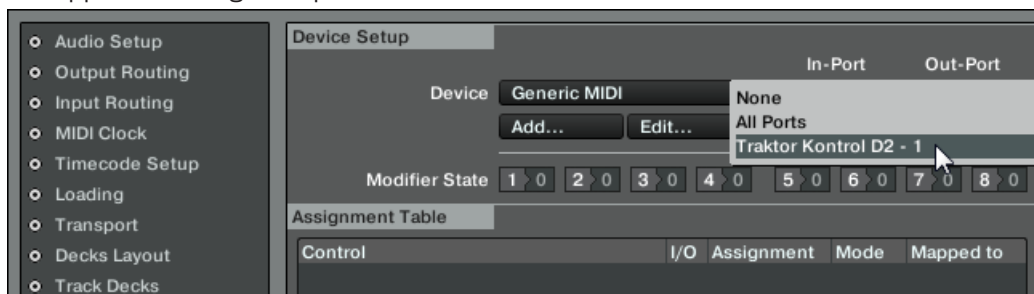 Audio Setup
Output Routing
Input Routing
MIDI Clock
Timecode Setup
Loading
Transport
Decks Layout
Track Decks
Device Setup
In-Port Out-Port
Device Generic MIDI
None
All Ports
Traktor Kontrol D2 - 1
Add... Edit...
Modifier State 1 0 2 0 3 0 4 0 5 0 6 0 7 0 8 0
Assignment Table
Control I/O Assignment Mode Mapped to